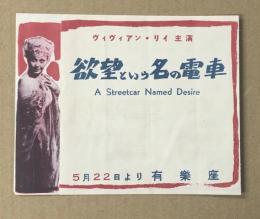 ヴィヴィアン・リイ 主演
欲望という名の電車
A Streetcar Named Desire
5月22日より 有樂座